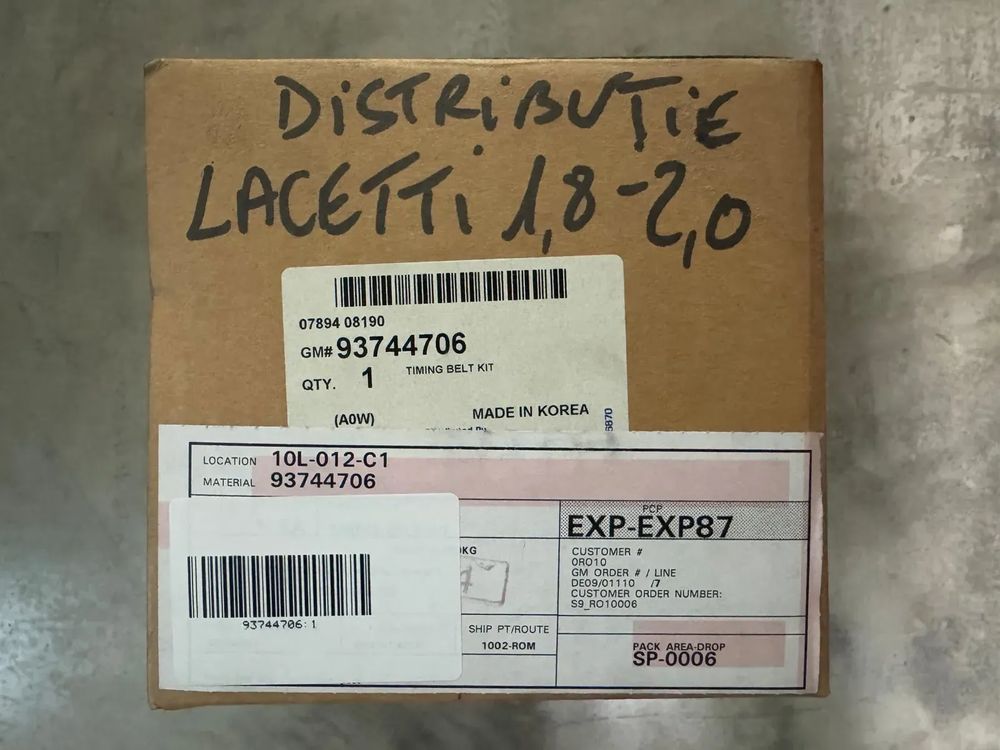 DiSTRiBUTiE
LACETTi 1,8-2,0
07894 08190
GM# 93744706
QTY. 1 TIMING BELT KIT
(A0W) MADE IN KOREA
LOCATION 10L-012-C1
MATERIAL 93744706
PCP
EXP-EXP87
KG
CUSTOMER #
0RO10
GM ORDER # / LINE
DE09/01110 /7
CUSTOMER ORDER NUMBER:
S9_RO10006
93744706:1
SHIP PT/ROUTE
1002-ROM
PACK AREA-DROP
SP-0006